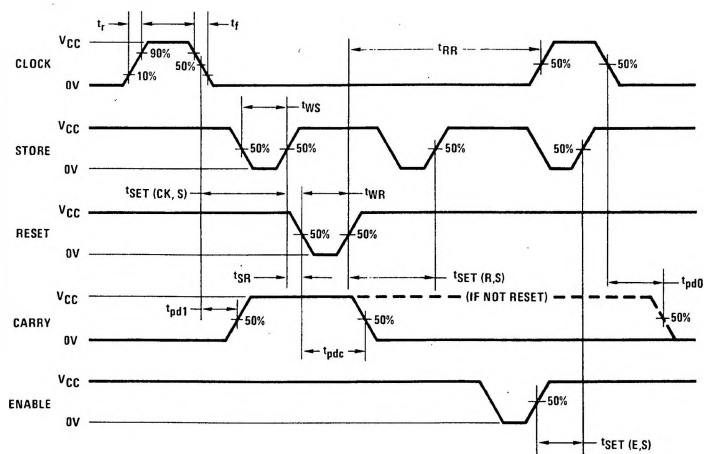 tr
tf
VCC
90%
tRR
CLOCK
50%
50%
50%
10%
0V
tWS
VCC
STORE
50%
50%
50%
50%
0V
tSET (CK, S)
tWR
VCC
RESET
50%
50%
0V
tSR
tSET (R,S)
tpd0
VCC
(IF NOT RESET)
tpd1
CARRY
50%
50%
50%
0V
tpdc
VCC
ENABLE
50%
0V
tSET (E,S)